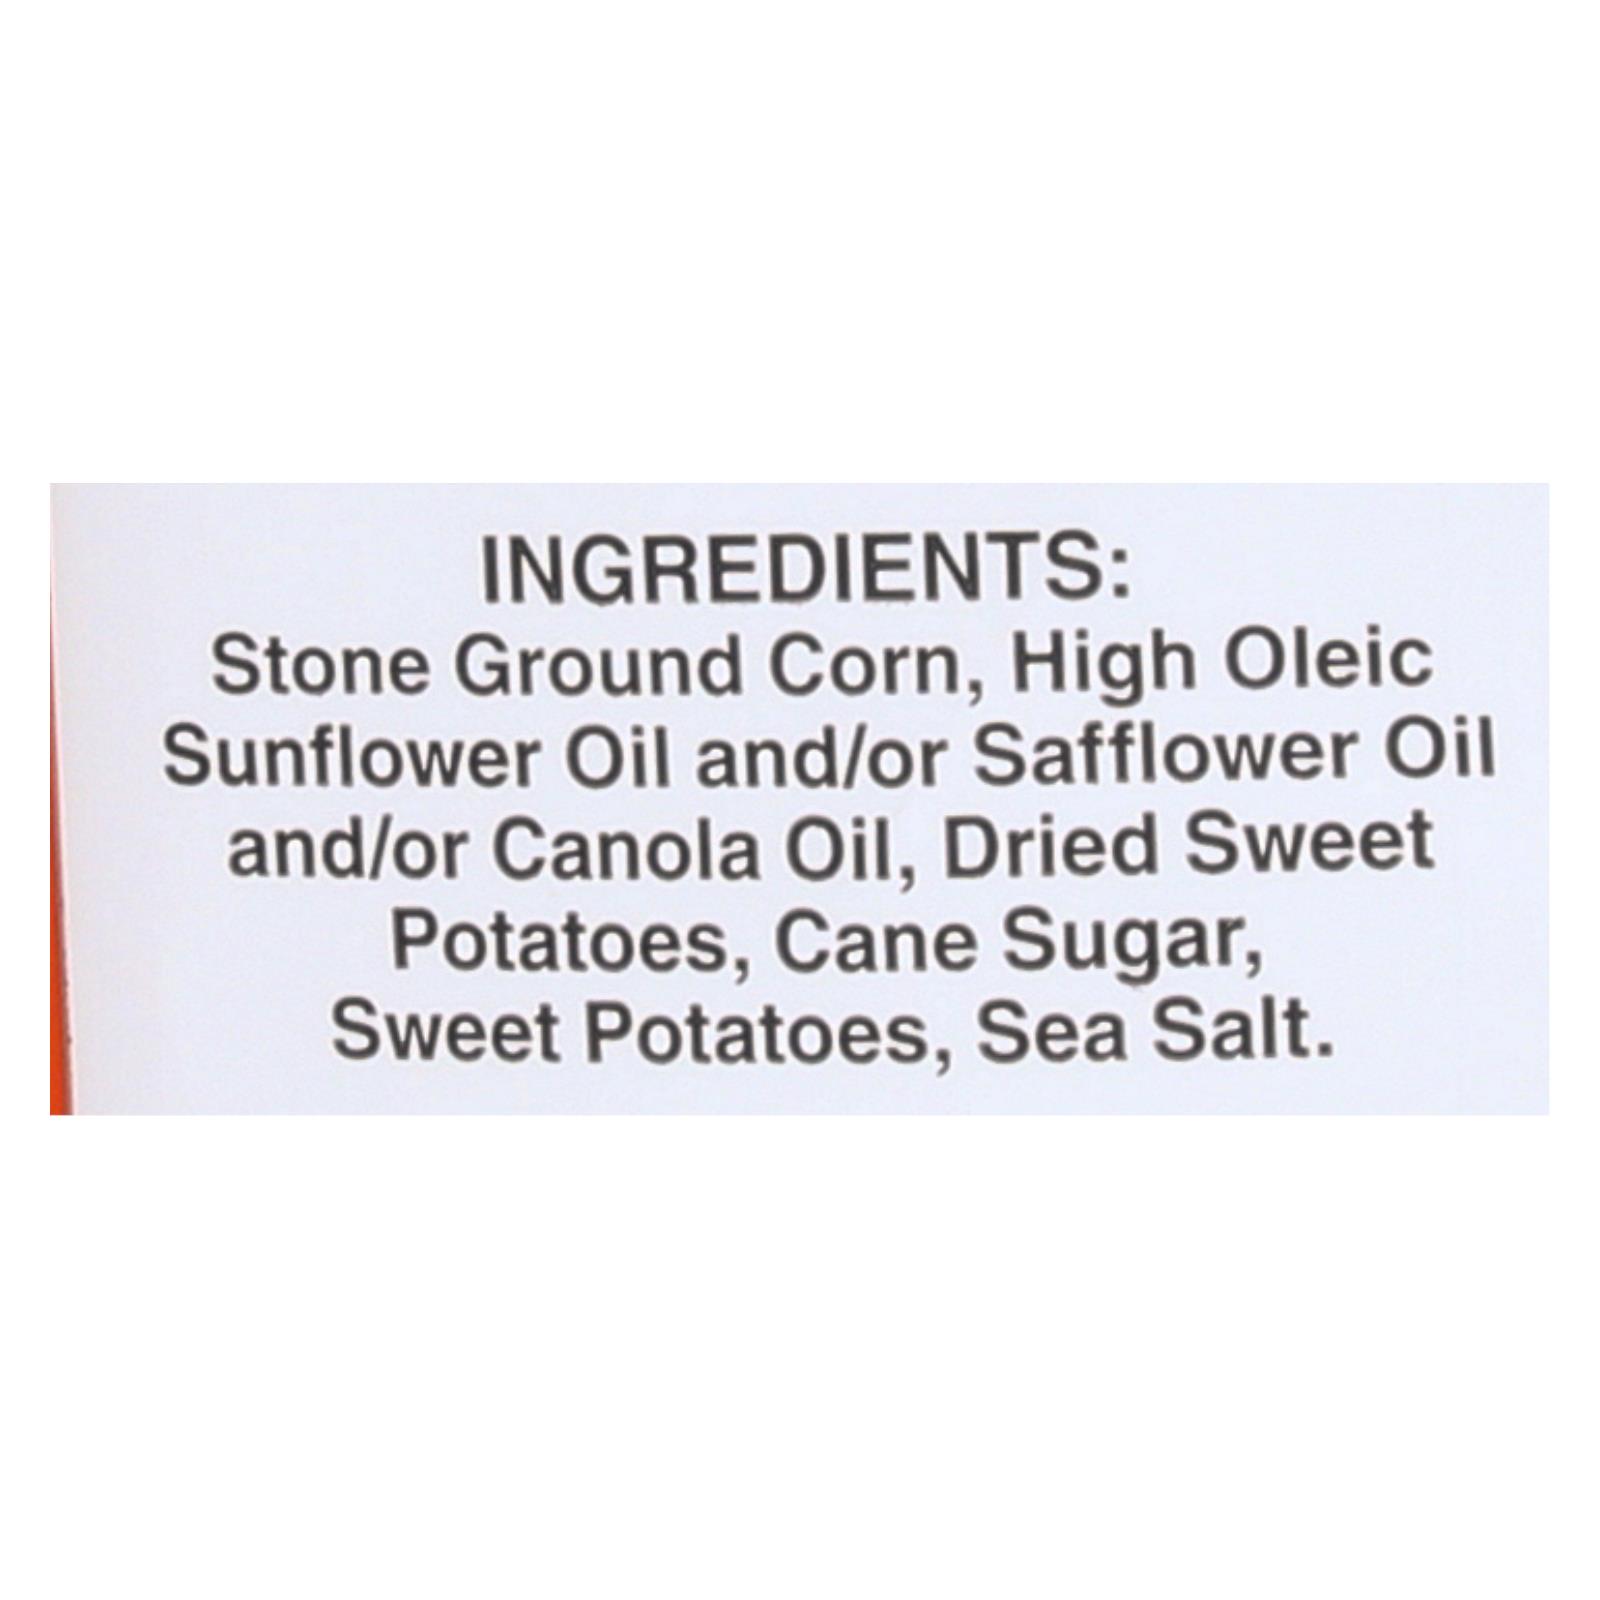 INGREDIENTS:
Stone Ground Corn, High Oleic
Sunflower Oil and/or Safflower Oil
and/or Canola Oil, Dried Sweet
Potatoes, Cane Sugar,
Sweet Potatoes, Sea Salt.